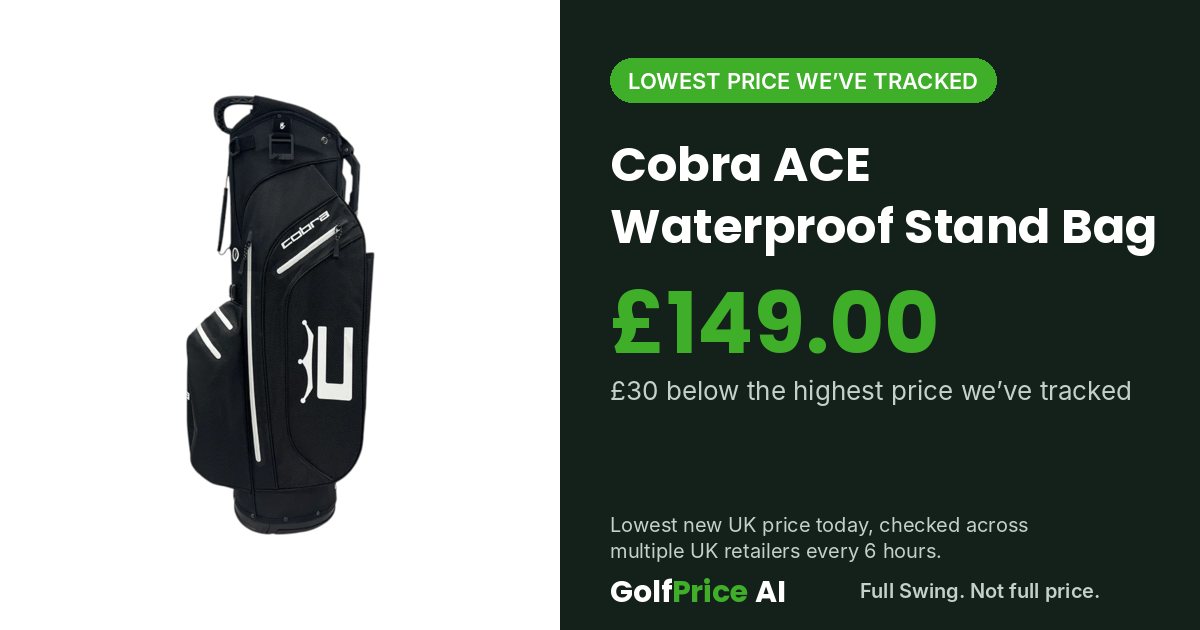 cobra
LOWEST PRICE WE’VE TRACKED
Cobra ACE
Waterproof Stand Bag
£149.00
£30 below the highest price we’ve tracked
Lowest new UK price today, checked across
multiple UK retailers every 6 hours.
GolfPrice AI
Full Swing. Not full price.